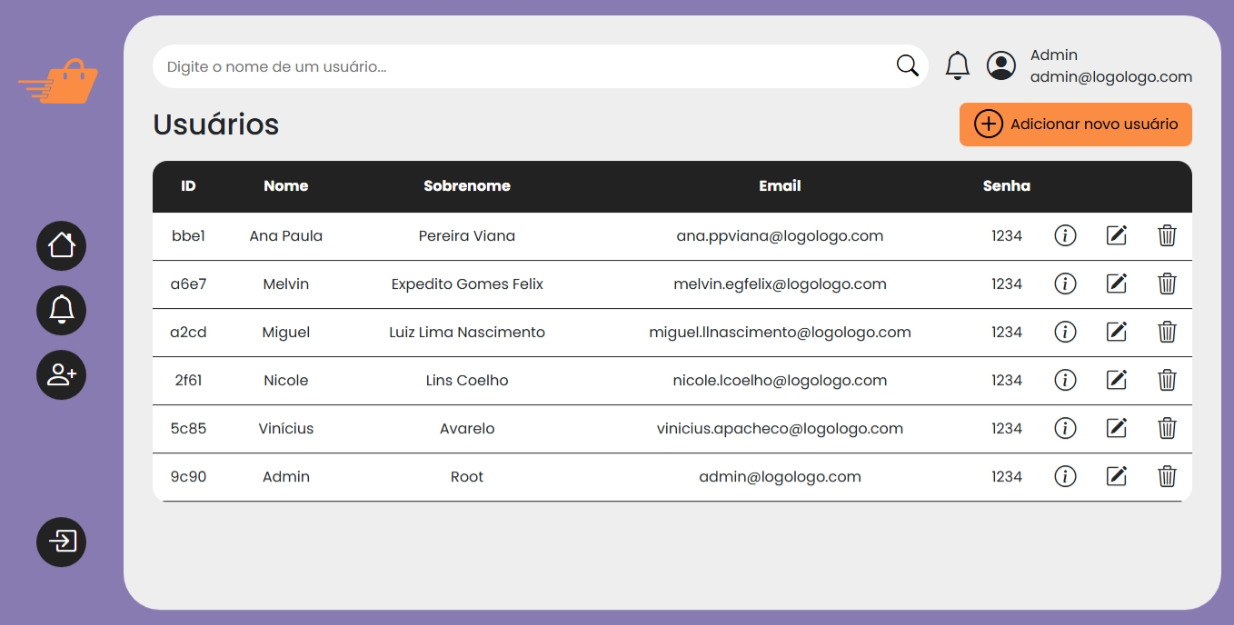 Digite o nome de um usuário...
Admin
admin@logologo.com
Usuários
Adicionar novo usuário
ID Nome Sobrenome Email Senha
bbe1 Ana Paula Pereira Viana ana.ppviana@logologo.com 1234
a6e7 Melvin Expedito Gomes Felix melvin.egfelix@logologo.com 1234
a2cd Miguel Luiz Lima Nascimento miguel.llnascimento@logologo.com 1234
2f61 Nicole Lins Coelho nicole.lcoelho@logologo.com 1234
5c85 Vinícius Avarelo vinicius.apacheco@logologo.com 1234
9c90 Admin Root admin@logologo.com 1234